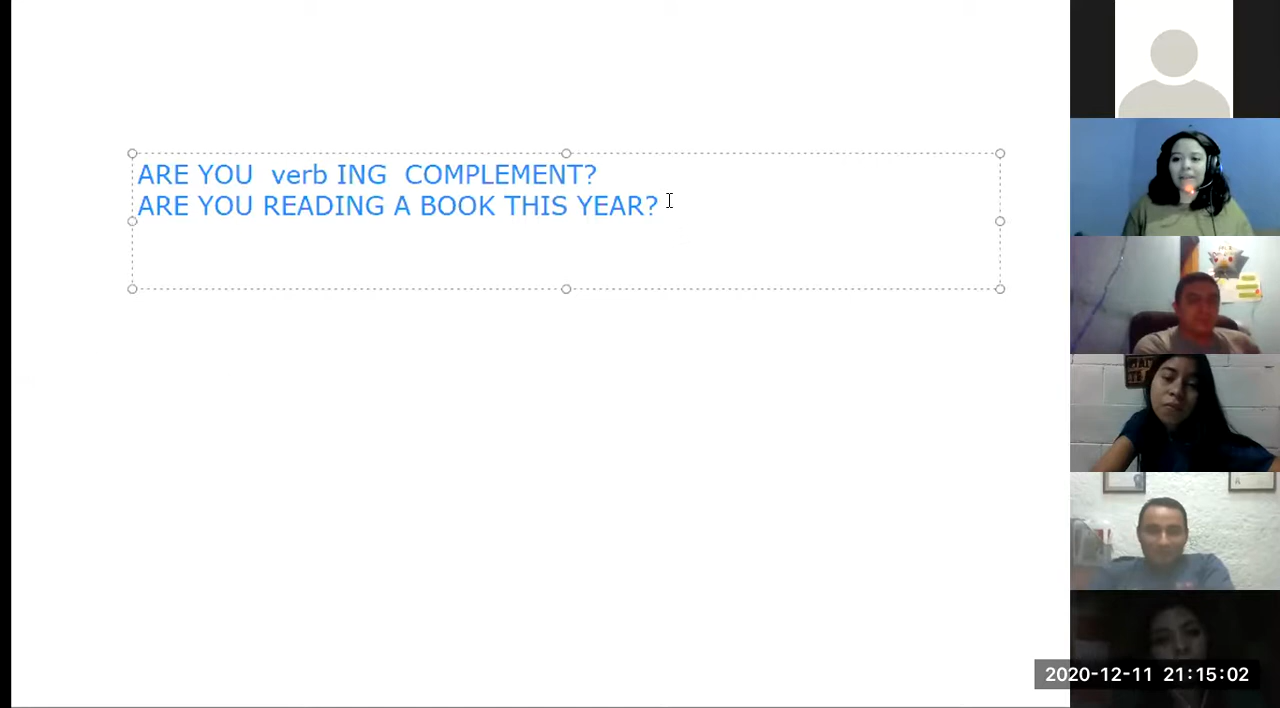 ARE YOU verb ING COMPLEMENT?
ARE YOU READING A BOOK THIS YEAR?
2020-12-11 21:15:02